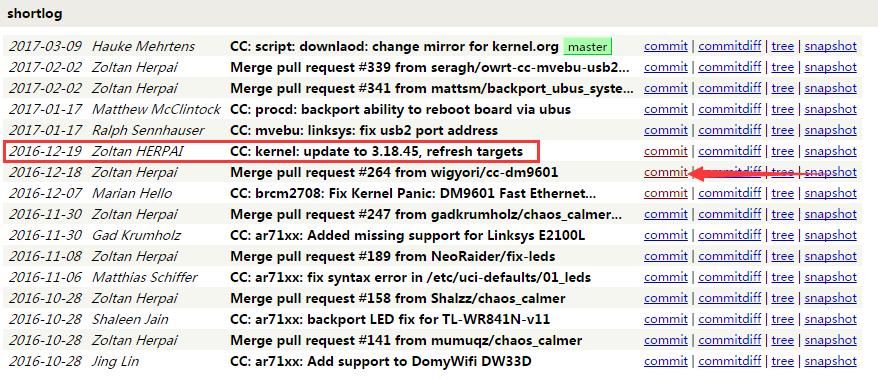 shortlog
2017-03-09 Hauke Mehrtens CC: script: downlaod: change mirror for kernel.org master commit | commitdiff | tree | snapshot
2017-02-02 Zoltan Herpai Merge pull request #339 from seragh/owrt-cc-mvebu-usb2... commit | commitdiff | tree | snapshot
2017-02-02 Zoltan Herpai Merge pull request #341 from mattsm/backport_ubus_syste... commit | commitdiff | tree | snapshot
2017-01-17 Matthew McClintock CC: procd: backport ability to reboot board via ubus commit | commitdiff | tree | snapshot
2017-01-17 Ralph Sennhauser CC: mvebu: linksys: fix usb2 port address commit | commitdiff | tree | snapshot
2016-12-19 Zoltan HERPAI CC: kernel: update to 3.18.45, refresh targets commit | commitdiff | tree | snapshot
2016-12-18 Zoltan Herpai Merge pull request #264 from wigyori/cc-dm9601 commit | commitdiff | tree | snapshot
2016-12-07 Marian Hello CC: brcm2708: Fix Kernel Panic: DM9601 Fast Ethernet... commit | commitdiff | tree | snapshot
2016-11-30 Zoltan Herpai Merge pull request #247 from gadkrumholz/chaos_calmer... commit | commitdiff | tree | snapshot
2016-11-30 Gad Krumholz CC: ar71xx: Added missing support for Linksys E2100L commit | commitdiff | tree | snapshot
2016-11-08 Zoltan Herpai Merge pull request #189 from NeoRaider/fix-leds commit | commitdiff | tree | snapshot
2016-11-06 Matthias Schiffer CC: ar71xx: fix syntax error in /etc/uci-defaults/01_leds commit | commitdiff | tree | snapshot
2016-10-28 Zoltan Herpai Merge pull request #158 from Shalzz/chaos_calmer commit | commitdiff | tree | snapshot
2016-10-28 Shaleen Jain CC: ar71xx: backport LED fix for TL-WR841N-v11 commit | commitdiff | tree | snapshot
2016-10-28 Zoltan Herpai Merge pull request #141 from mumuqz/chaos_calmer commit | commitdiff | tree | snapshot
2016-10-28 Jing Lin CC: ar71xx: Add support to DomyWifi DW33D commit | commitdiff | tree | snapshot